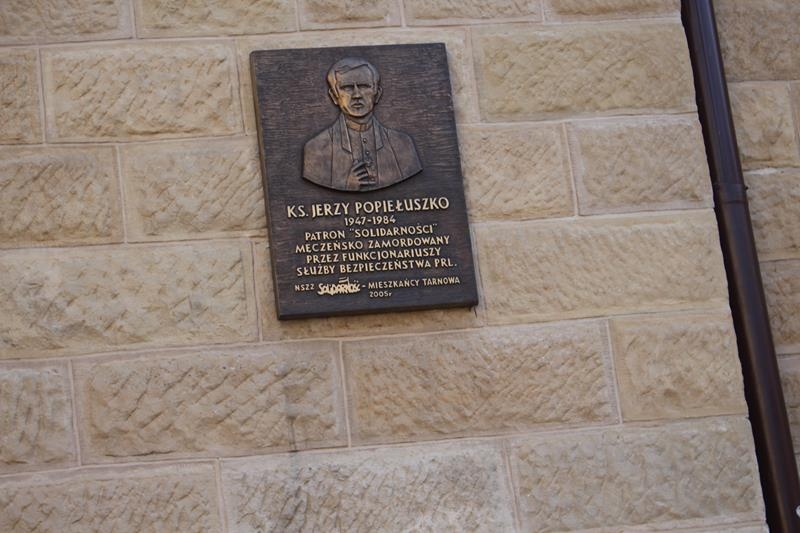 KS. JERZY POPIEŁUSZKO
1947-1984
PATRON "SOLIDARNOŚCI"
MĘCZEŃSKO ZAMORDOWANY
PRZEZ FUNKCJONARIUSZY
SŁUŻBY BEZPIECZEŃSTWA PRL.
NSZZ SOLIDARNOŚĆ - MIESZKAŃCY TARNOWA
2005r